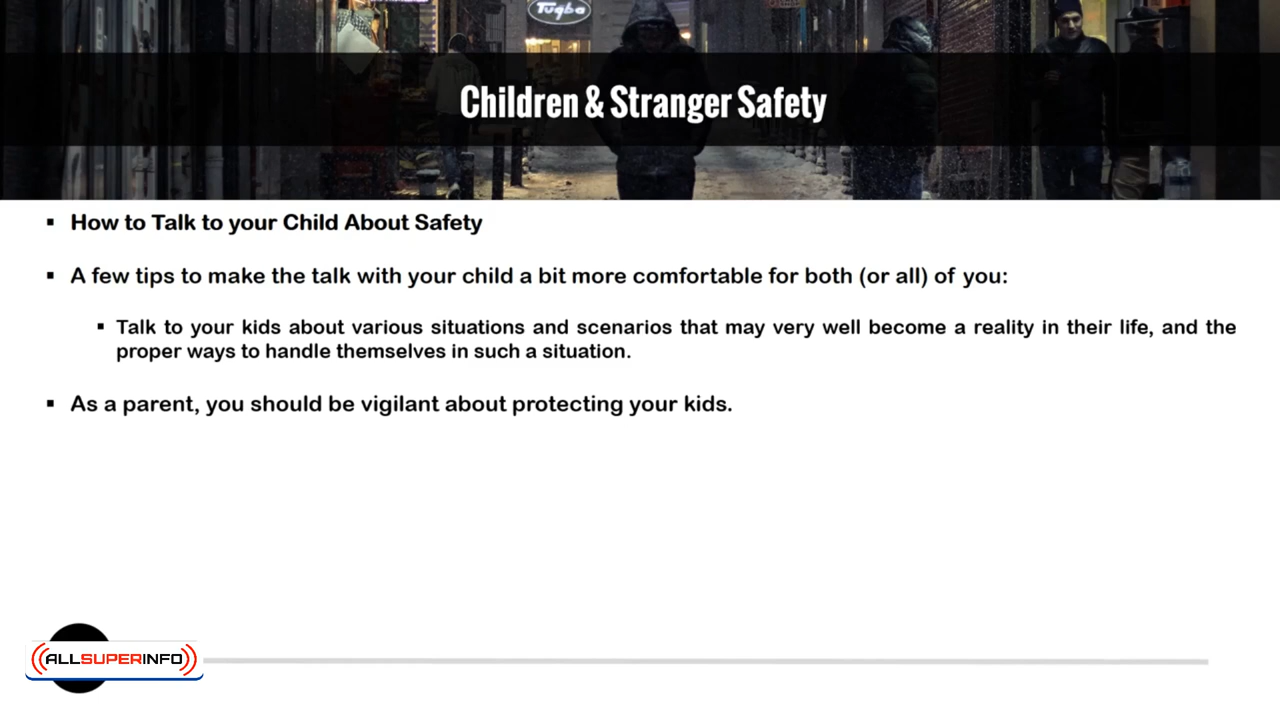 Tugba
Children & Stranger Safety
▪ How to Talk to your Child About Safety
▪ A few tips to make the talk with your child a bit more comfortable for both (or all) of you:
▪ Talk to your kids about various situations and scenarios that may very well become a reality in their life, and the
proper ways to handle themselves in such a situation.
▪ As a parent, you should be vigilant about protecting your kids.
ALLSUPERINFO